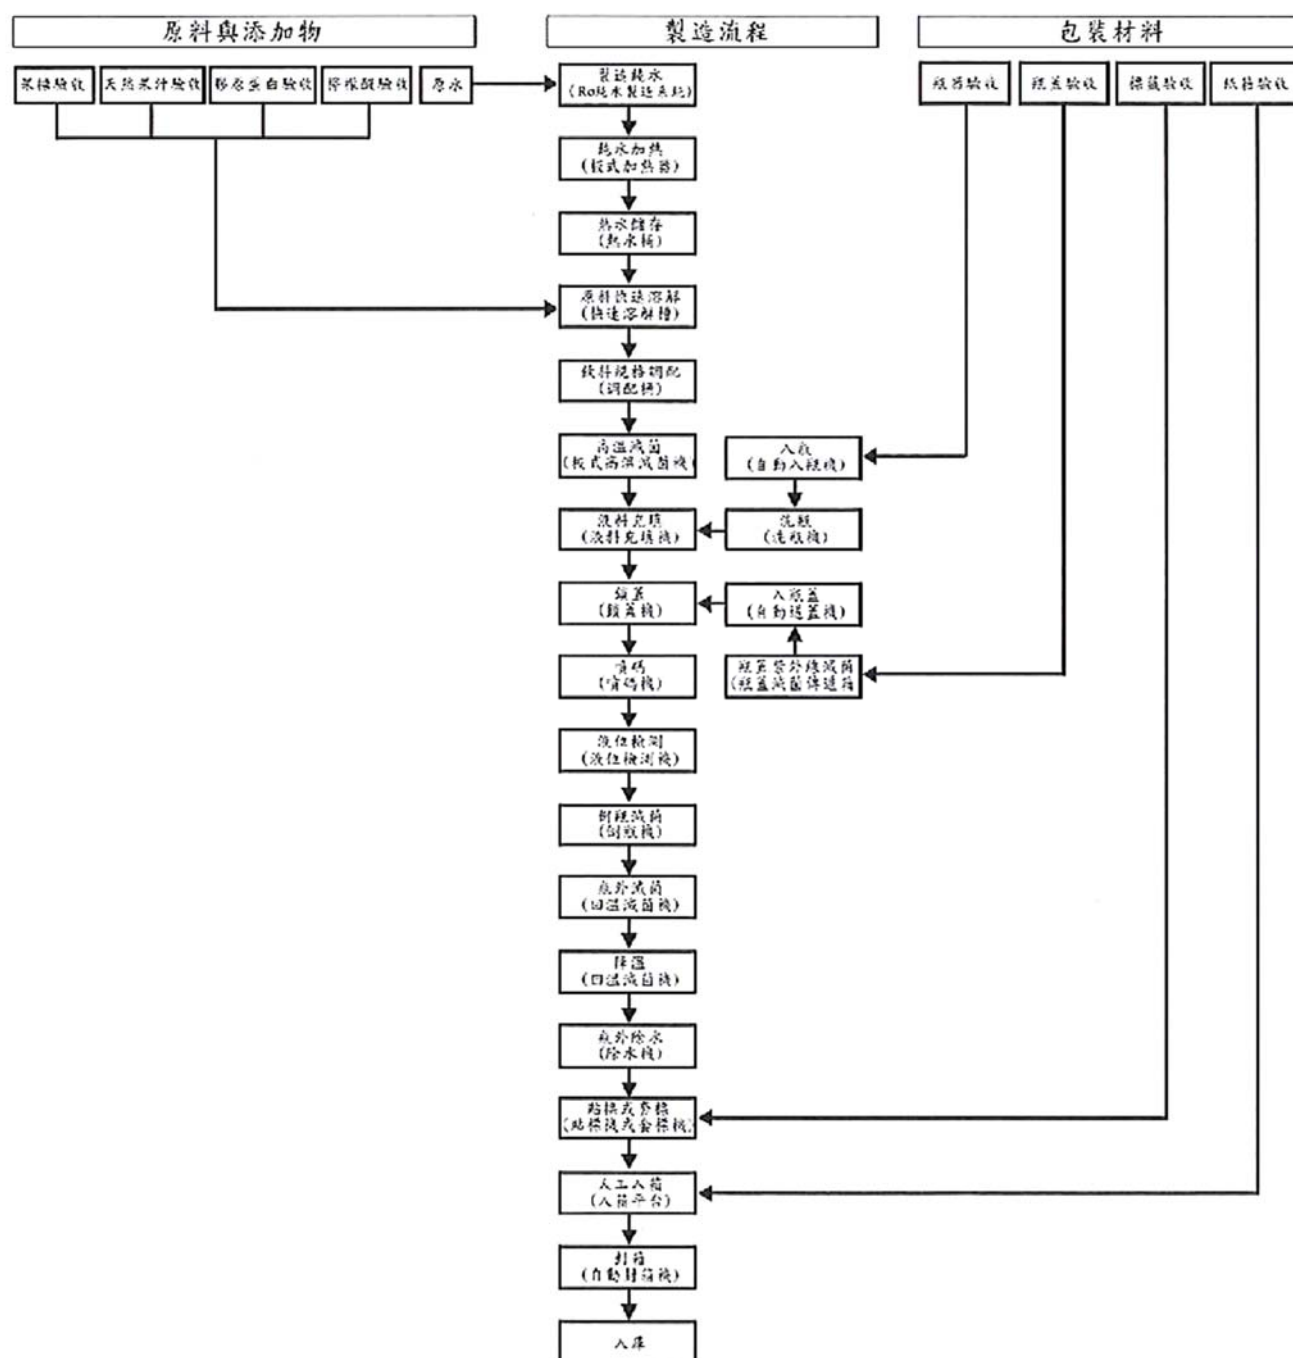 原料與添加物
製造流程
包裝材料
果糖驗收
天然果汁驗收
膠原蛋白驗收
檸檬酸驗收
原水
製造純水
(Ro純水製造系統)
瓶器驗收
瓶蓋驗收
標籤驗收
紙箱驗收
純水加熱
(板式加熱器)
熱水儲存
(熱水桶)
原料快速溶解
(快速溶解槽)
飲料規格調配
(調配桶)
高溫滅菌
(板式高溫滅菌機)
入瓶
(自動入瓶機)
液料充填
(液料充填機)
洗瓶
(洗瓶機)
鎖蓋
(鎖蓋機)
入瓶蓋
(自動送蓋機)
噴碼
(噴碼機)
瓶蓋紫外線滅菌
(瓶蓋滅菌傳送箱
液位檢測
(液位檢測機)
倒瓶滅菌
(倒瓶機)
瓶外滅菌
(回溫滅菌機)
降溫
(回溫滅菌機)
瓶外除水
(除水機)
貼標或套標
(貼標機或套標機)
人工入箱
(入箱平台)
封箱
(自動封箱機)
入庫